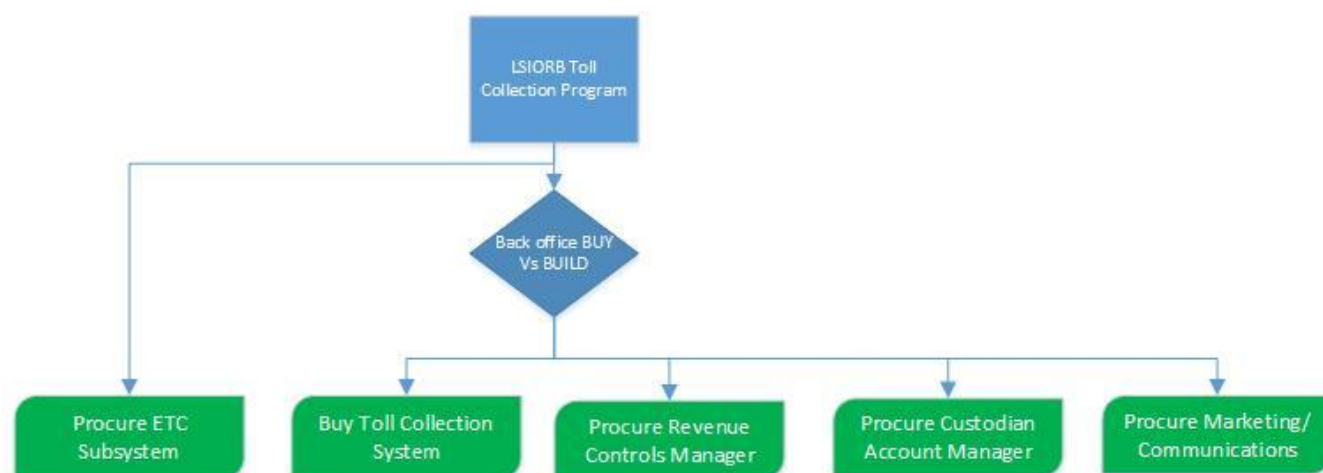 LSIORB Toll
Collection Program
Back office BUY
Vs BUILD
Procure ETC
Subsystem
Buy Toll Collection
System
Procure Revenue
Controls Manager
Procure Custodian
Account Manager
Procure Marketing/
Communications